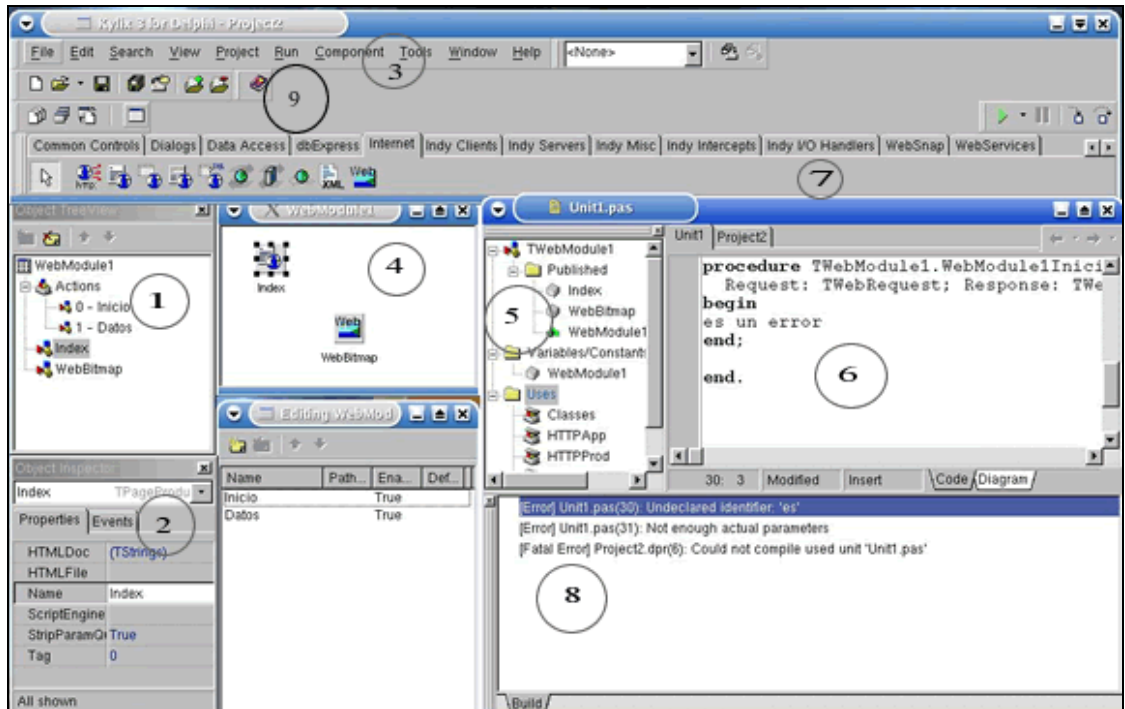 Kylix 3 for Delphi - Project2
File Edit Search View Project Run Component Tools Window Help <None>
3
9
Common Controls Dialogs Data Access dbExpress Internet Indy Clients Indy Servers Indy Misc Indy Intercepts Indy I/O Handlers WebSnap WebServices
XML Web
7
Object TreeView
WebModule1
Actions
0 - Inicio
1 - Datos
Index
WebBitmap
1
Object Inspector
Index TPageProdu
Properties Events
2
HTMLDoc (TStrings)
HTMLFile
Name Index
ScriptEngine
StripParamQu True
Tag 0
All shown
WebModule1
4
Index
Web
WebBitmap
Editing WebMod
Name Path... Ena... Def...
Inicio True
Datos True
Unit1.pas
TWebModule1
Published
Index
WebBitmap
WebModule1
5
Variables/Constants
WebModule1
Uses
Classes
HTTPApp
HTTPProd
Unit1 Project2
procedure TWebModule1.WebModule1Inici
Request: TWebRequest; Response: TWe
begin
es un error
end;
end.
6
30: 3 Modified Insert Code Diagram
[Error] Unit1.pas(30): Undeclared identifier: 'es'
[Error] Unit1.pas(31): Not enough actual parameters
[Fatal Error] Project2.dpr(6): Could not compile used unit 'Unit1.pas'
8
Build